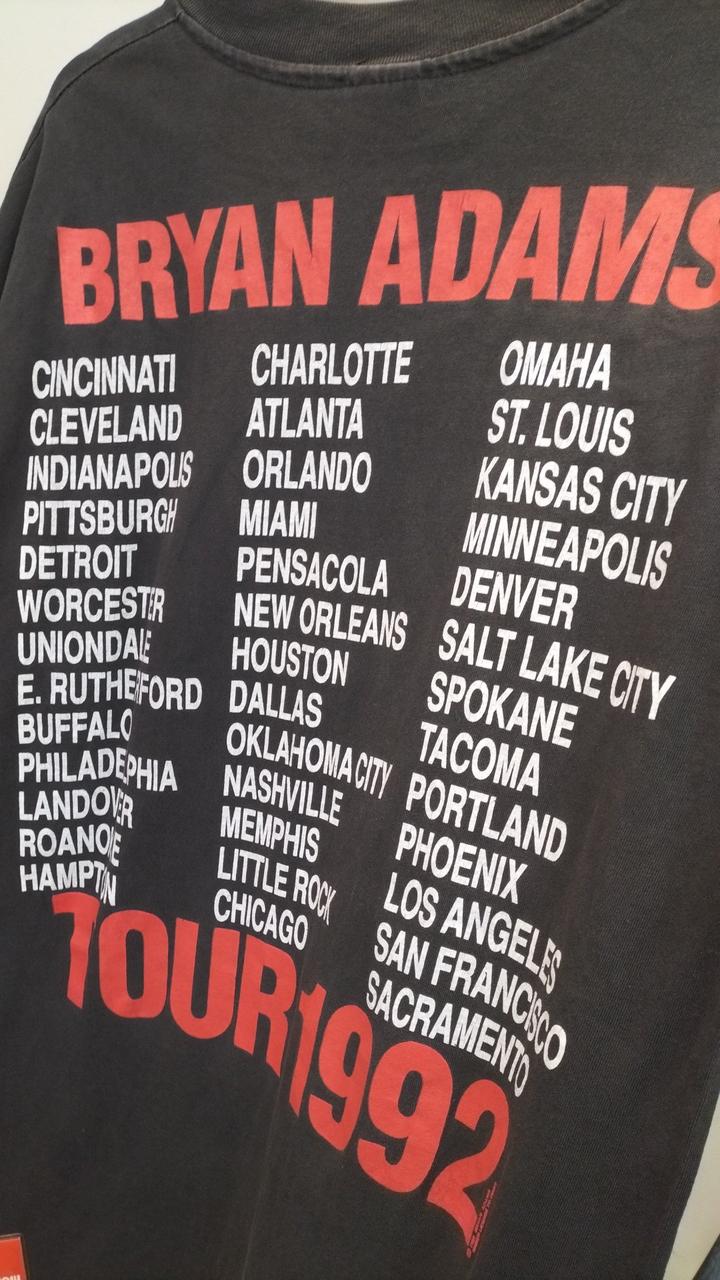 BRYAN ADAMS
CINCINNATI
CLEVELAND
INDIANAPOLIS
PITTSBURGH
DETROIT
WORCESTER
UNIONDALE
E. RUTHERFORD
BUFFALO
PHILADELPHIA
LANDOVER
ROANOKE
HAMPTON
CHARLOTTE
ATLANTA
ORLANDO
MIAMI
PENSACOLA
NEW ORLEANS
HOUSTON
DALLAS
OKLAHOMA CITY
NASHVILLE
MEMPHIS
LITTLE ROCK
CHICAGO
OMAHA
ST. LOUIS
KANSAS CITY
MINNEAPOLIS
DENVER
SALT LAKE CITY
SPOKANE
TACOMA
PORTLAND
PHOENIX
LOS ANGELES
SAN FRANCISCO
SACRAMENTO
TOUR 1992